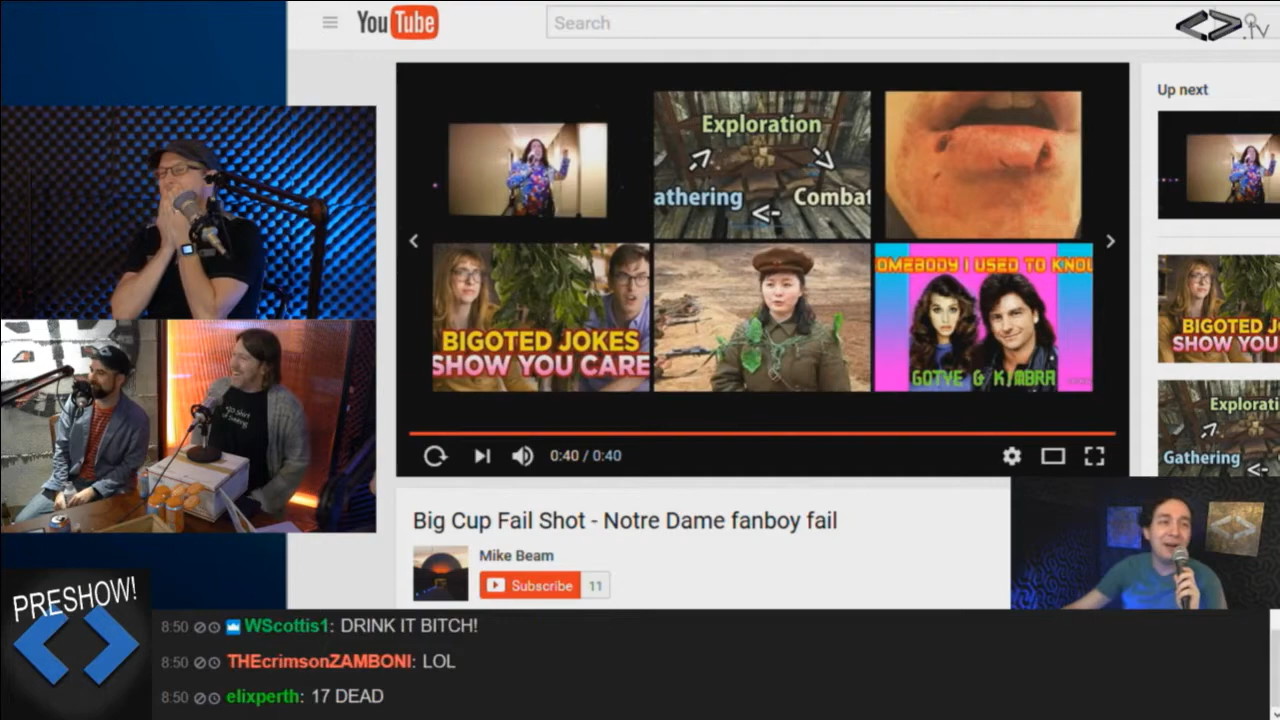 YouTube
Search
.tv
Up next
Exploration
athering
Combat
BIGOTED JOKES
SHOW YOU CARE
OMEBODY I USED TO KNOW
GOTYE & KIMBRA
BIGOTED J
SHOW YOU
Explorati
Gathering
0:40 / 0:40
Big Cup Fail Shot - Notre Dame fanboy fail
Mike Beam
Subscribe 11
PRESHOW!
8:50 WScottis1: DRINK IT BITCH!
8:50 THEcrimsonZAMBONI: LOL
8:50 elixperth: 17 DEAD